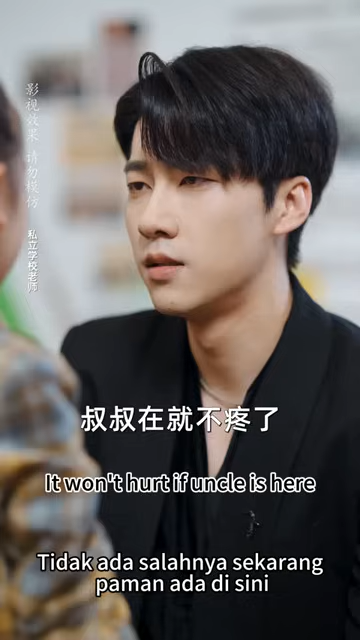 影视效果 请勿模仿
私立学校老师
叔叔在就不疼了
It won't hurt if uncle is here
Tidak ada salahnya sekarang
paman ada di sini